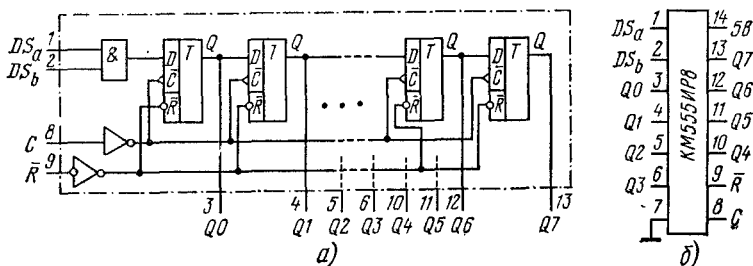 DSa 1
DSb 2
&
D T
C̅
R̅
Q
D T
C̅
R̅
Q
D T
C̅
R̅
Q
D T
C̅
R̅
Q
C 8
R̅ 9
3 4 5 6 10 11 12 13
Q0 Q1 Q2 Q3 Q4 Q5 Q6 Q7
а)
DSa 1
DSb 2
Q0 3
Q1 4
Q2 5
Q3 6
7
КМ555ИР8
14 5В
13 Q7
12 Q6
11 Q5
10 Q4
9 R̅
8 C
б)